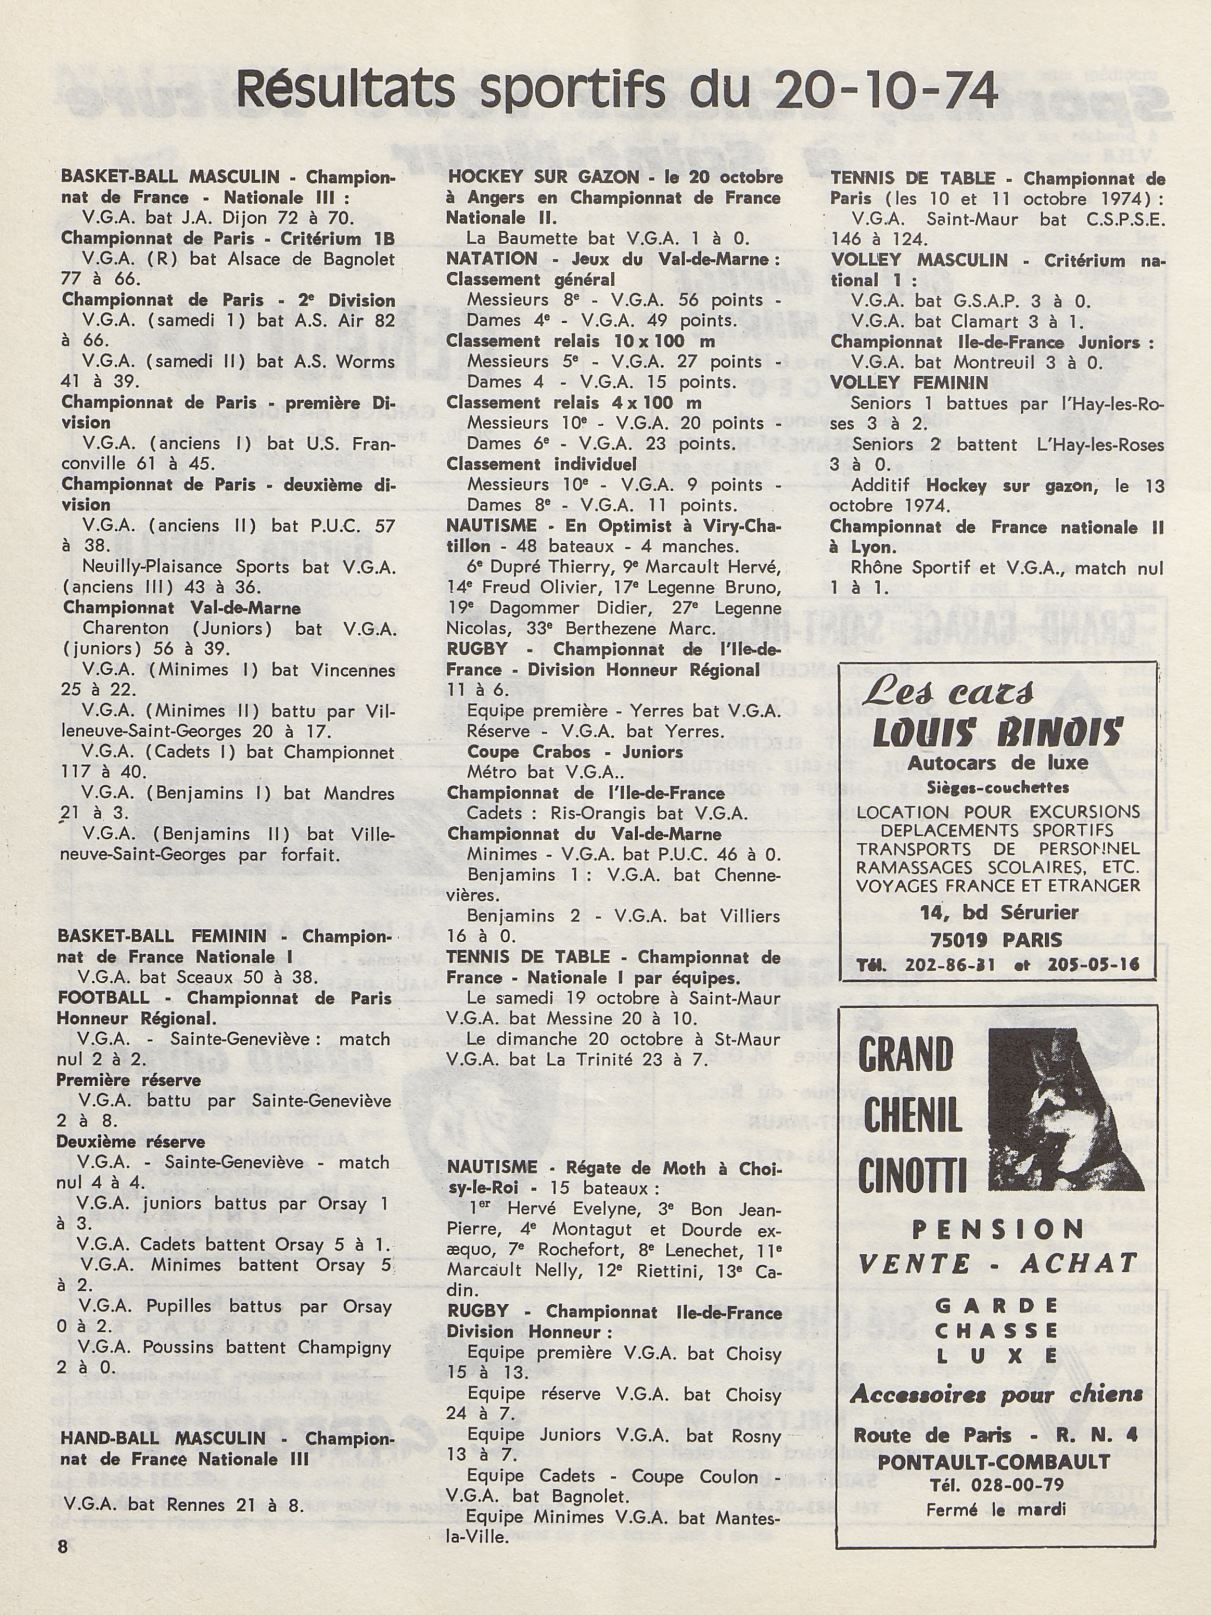 Résultats sportifs du 20-10-74
BASKET-BALL MASCULIN - Champion-
nat de France - Nationale III :
V.G.A. bat J.A. Dijon 72 à 70.
Championnat de Paris - Critérium 1B
V.G.A. (R) bat Alsace de Bagnolet
77 à 66.
Championnat de Paris - 2e Division
V.G.A. (samedi 1) bat A.S. Air 82
à 66.
V.G.A. (samedi II) bat A.S. Worms
41 à 39.
Championnat de Paris - première Di-
vision
V.G.A. (anciens I) bat U.S. Fran-
conville 61 à 45.
Championnat de Paris - deuxième di-
vision
V.G.A. (anciens II) bat P.U.C. 57
à 38.
Neuilly-Plaisance Sports bat V.G.A.
(anciens III) 43 à 36.
Championnat Val-de-Marne
Charenton (Juniors) bat V.G.A.
(juniors) 56 à 39.
V.G.A. (Minimes I) bat Vincennes
25 à 22.
V.G.A. (Minimes II) battu par Vil-
leneuve-Saint-Georges 20 à 17.
V.G.A. (Cadets I) bat Championnet
117 à 40.
V.G.A. (Benjamins I) bat Mandres
21 à 3.
V.G.A. (Benjamins II) bat Ville-
neuve-Saint-Georges par forfait.
BASKET-BALL FEMININ - Champion-
nat de France Nationale I
V.G.A. bat Sceaux 50 à 38.
FOOTBALL - Championnat de Paris
Honneur Régional.
V.G.A. - Sainte-Geneviève : match
nul 2 à 2.
Première réserve
V.G.A. battu par Sainte-Geneviève
2 à 8.
Deuxième réserve
V.G.A. - Sainte-Geneviève - match
nul 4 à 4.
V.G.A. juniors battus par Orsay 1
à 3.
V.G.A. Cadets battent Orsay 5 à 1.
V.G.A. Minimes battent Orsay 5
à 2.
V.G.A. Pupilles battus par Orsay
0 à 2.
V.G.A. Poussins battent Champigny
2 à 0.
HAND-BALL MASCULIN - Champion-
nat de France Nationale III
V.G.A. bat Rennes 21 à 8.
8
HOCKEY SUR GAZON - le 20 octobre
à Angers en Championnat de France
Nationale II.
La Baumette bat V.G.A. 1 à 0.
NATATION - Jeux du Val-de-Marne :
Classement général
Messieurs 8e - V.G.A. 56 points -
Dames 4e - V.G.A. 49 points.
Classement relais 10 x 100 m
Messieurs 5e - V.G.A. 27 points -
Dames 4 - V.G.A. 15 points.
Classement relais 4 x 100 m
Messieurs 10e - V.G.A. 20 points -
Dames 6e - V.G.A. 23 points.
Classement individuel
Messieurs 10e - V.G.A. 9 points -
Dames 8e - V.G.A. 11 points.
NAUTISME - En Optimist à Viry-Cha-
tillon - 48 bateaux - 4 manches.
6e Dupré Thierry, 9e Marcault Hervé,
14e Freud Olivier, 17e Legenne Bruno,
19e Dagommer Didier, 27e Legenne
Nicolas, 33e Berthezene Marc.
RUGBY - Championnat de l'Ile-de-
France - Division Honneur Régional
11 à 6.
Equipe première - Yerres bat V.G.A.
Réserve - V.G.A. bat Yerres.
Coupe Crabos - Juniors
Métro bat V.G.A..
Championnat de l'Ile-de-France
Cadets : Ris-Orangis bat V.G.A.
Championnat du Val-de-Marne
Minimes - V.G.A. bat P.U.C. 46 à 0.
Benjamins 1 : V.G.A. bat Chenne-
vières.
Benjamins 2 - V.G.A. bat Villiers
16 à 0.
TENNIS DE TABLE - Championnat de
France - Nationale I par équipes.
Le samedi 19 octobre à Saint-Maur
V.G.A. bat Messine 20 à 10.
Le dimanche 20 octobre à St-Maur
V.G.A. bat La Trinité 23 à 7.
NAUTISME - Régate de Moth à Choi-
sy-le-Roi - 15 bateaux :
1er Hervé Evelyne, 3e Bon Jean-
Pierre, 4e Montagut et Dourde ex-
æquo, 7e Rochefort, 8e Lenechet, 11e
Marcault Nelly, 12e Riettini, 13e Ca-
din.
RUGBY - Championnat Ile-de-France
Division Honneur :
Equipe première V.G.A. bat Choisy
15 à 13.
Equipe réserve V.G.A. bat Choisy
24 à 7.
Equipe Juniors V.G.A. bat Rosny
13 à 7.
Equipe Cadets - Coupe Coulon -
V.G.A. bat Bagnolet.
Equipe Minimes V.G.A. bat Mantes-
la-Ville.
TENNIS DE TABLE - Championnat de
Paris (les 10 et 11 octobre 1974) :
V.G.A. Saint-Maur bat C.S.P.S.E.
146 à 124.
VOLLEY MASCULIN - Critérium na-
tional 1 :
V.G.A. bat G.S.A.P. 3 à 0.
V.G.A. bat Clamart 3 à 1.
Championnat Ile-de-France Juniors :
V.G.A. bat Montreuil 3 à 0.
VOLLEY FEMININ
Seniors 1 battues par l'Hay-les-Ro-
ses 3 à 2.
Seniors 2 battent L'Hay-les-Roses
3 à 0.
Additif Hockey sur gazon, le 13
octobre 1974.
Championnat de France nationale II
à Lyon.
Rhône Sportif et V.G.A., match nul
1 à 1.
Les cars
LOUIS BINOIS
Autocars de luxe
Sièges-couchettes
LOCATION POUR EXCURSIONS
DEPLACEMENTS SPORTIFS
TRANSPORTS DE PERSONNEL
RAMASSAGES SCOLAIRES, ETC.
VOYAGES FRANCE ET ETRANGER
14, bd Sérurier
75019 PARIS
Tél. 202-86-31 et 205-05-16
GRAND
CHENIL
CINOTTI
PENSION
VENTE - ACHAT
GARDE
CHASSE
LUXE
Accessoires pour chiens
Route de Paris - R. N. 4
PONTAULT-COMBAULT
Tél. 028-00-79
Fermé le mardi